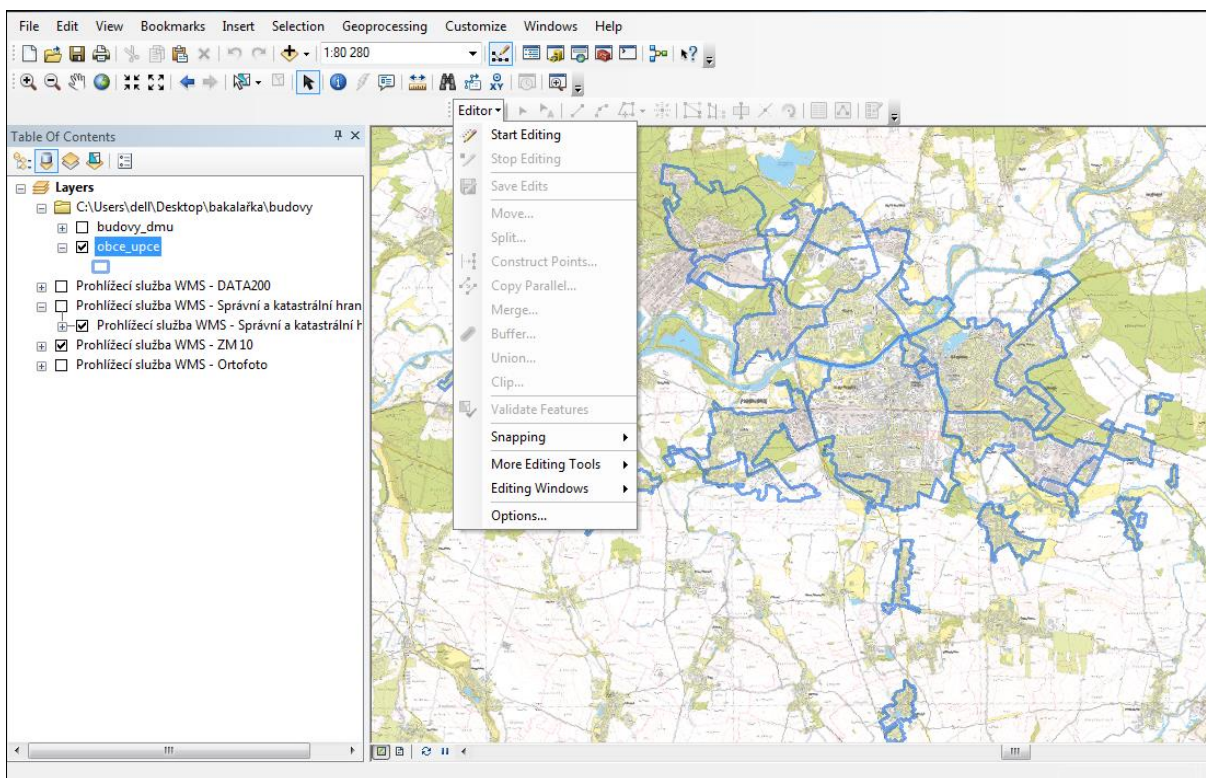 File Edit View Bookmarks Insert Selection Geoprocessing Customize Windows Help
1:80 280
Editor
Table Of Contents
Layers
C:\Users\dell\Desktop\bakalařka\budovy
budovy_dmu
obce_upce
Prohlížecí služba WMS - DATA200
Prohlížecí služba WMS - Správní a katastrální hran
Prohlížecí služba WMS - Správní a katastrální h
Prohlížecí služba WMS - ZM 10
Prohlížecí služba WMS - Ortofoto
Start Editing
Stop Editing
Save Edits
Move...
Split...
Construct Points...
Copy Parallel...
Merge...
Buffer...
Union...
Clip...
Validate Features
Snapping
More Editing Tools
Editing Windows
Options...